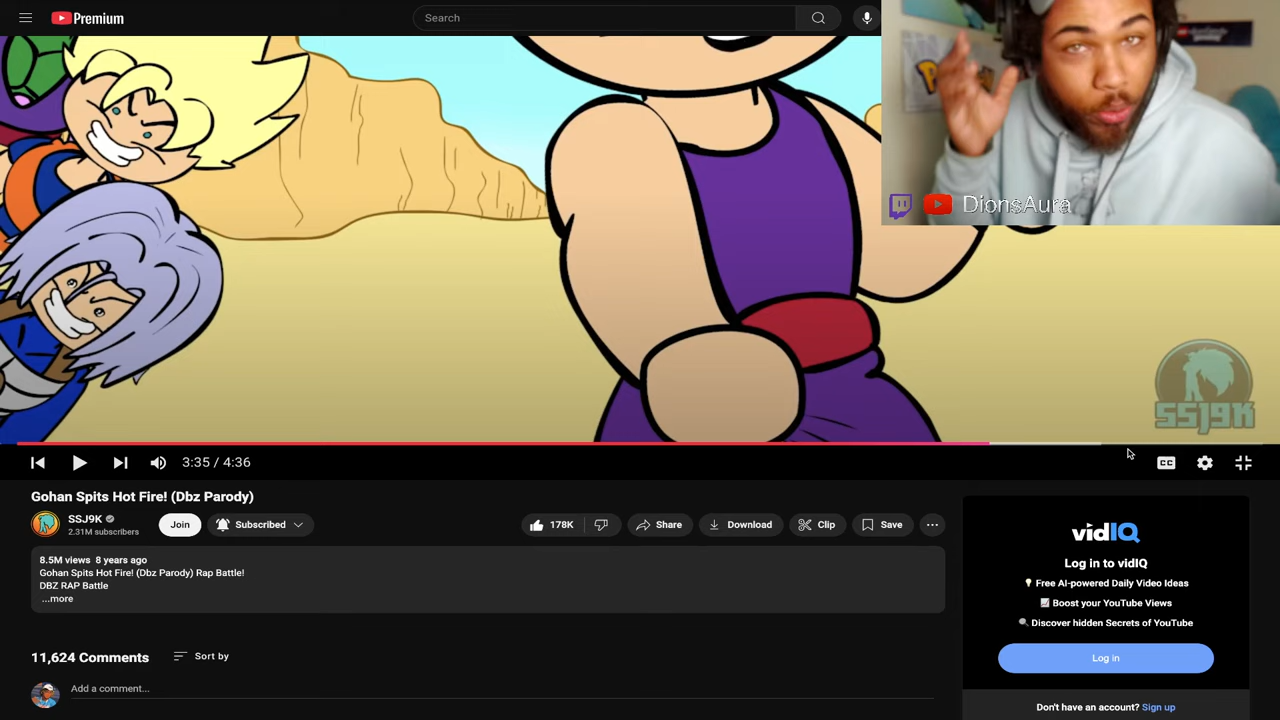 Premium
Search
DionsAura
SSJ9K
3:35 / 4:36
CC
Gohan Spits Hot Fire! (Dbz Parody)
SSJ9K
2.31M subscribers
Join
Subscribed
178K
Share
Download
Clip
Save
8.5M views 8 years ago
Gohan Spits Hot Fire! (Dbz Parody) Rap Battle!
DBZ RAP Battle
...more
11,624 Comments
Sort by
Add a comment...
vidIQ
Log in to vidIQ
Free AI-powered Daily Video Ideas
Boost your YouTube Views
Discover hidden Secrets of YouTube
Log in
Don't have an account? Sign up